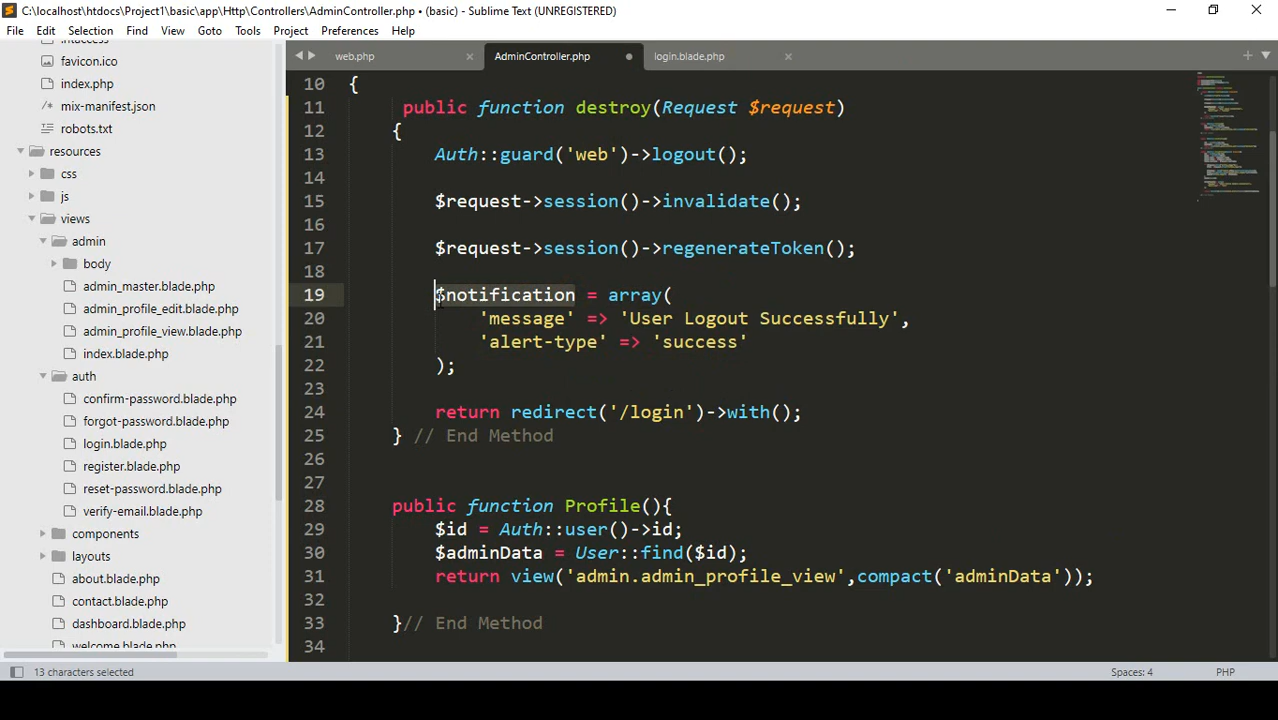 C:\localhost\htdocs\Project1\basic\app\Http\Controllers\AdminController.php • (basic) - Sublime Text (UNREGISTERED)
File Edit Selection Find View Goto Tools Project Preferences Help
web.php AdminController.php login.blade.php
favicon.ico
index.php
mix-manifest.json
robots.txt
resources
css
js
views
admin
body
admin_master.blade.php
admin_profile_edit.blade.php
admin_profile_view.blade.php
index.blade.php
auth
confirm-password.blade.php
forgot-password.blade.php
login.blade.php
register.blade.php
reset-password.blade.php
verify-email.blade.php
components
layouts
about.blade.php
contact.blade.php
dashboard.blade.php
welcome.blade.php
10 {
11 public function destroy(Request $request)
12 {
13 Auth::guard('web')->logout();
14
15 $request->session()->invalidate();
16
17 $request->session()->regenerateToken();
18
19 $notification = array(
20 'message' => 'User Logout Successfully',
21 'alert-type' => 'success'
22 );
23
24 return redirect('/login')->with();
25 } // End Method
26
27
28 public function Profile(){
29 $id = Auth::user()->id;
30 $adminData = User::find($id);
31 return view('admin.admin_profile_view',compact('adminData'));
32
33 }// End Method
34
13 characters selected Spaces: 4 PHP